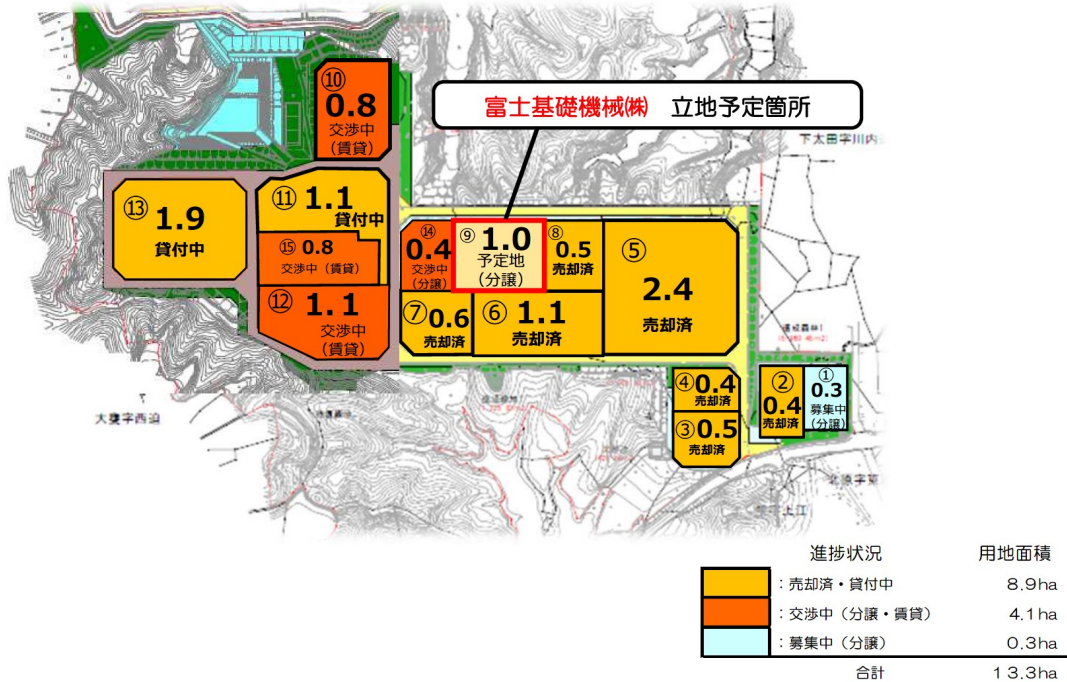 富士基礎機械㈱ 立地予定箇所
下太田字川内
⑩
0.8
交渉中
(賃貸)
⑬ 1.9
貸付中
⑪ 1.1
貸付中
⑮ 0.8
交渉中(賃貸)
⑫ 1.1
交渉中
(賃貸)
⑭
0.4
交渉中
(分譲)
⑨ 1.0
予定地
(分譲)
⑧
0.5
売却済
⑤
2.4
売却済
⑦ 0.6
売却済
⑥ 1.1
売却済
④ 0.4
売却済
③ 0.5
売却済
②
0.4
売却済
①
0.3
募集中
(分譲)
進捗状況 用地面積
:売却済・貸付中 8.9ha
:交渉中(分譲・賃貸) 4.1ha
:募集中(分譲) 0.3ha
合計 13.3ha